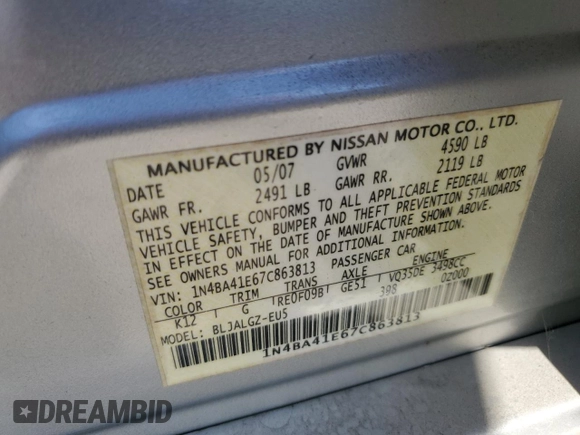 MANUFACTURED BY NISSAN MOTOR CO., LTD.
DATE 05/07 GVWR 4590 LB
GAWR FR. 2491 LB GAWR RR. 2119 LB
THIS VEHICLE CONFORMS TO ALL APPLICABLE FEDERAL MOTOR
VEHICLE SAFETY, BUMPER AND THEFT PREVENTION STANDARDS
IN EFFECT ON THE DATE OF MANUFACTURE SHOWN ABOVE.
SEE OWNERS MANUAL FOR ADDITIONAL INFORMATION.
VIN: 1N4BA41E67C863813 PASSENGER CAR
COLOR TRIM TRANS AXLE ENGINE
K12 G RE0F09B GE51 VQ35DE 3498CC
MODEL: BLJALGZ-EU5 398 02000
1N4BA41E67C863813
DREAMBID